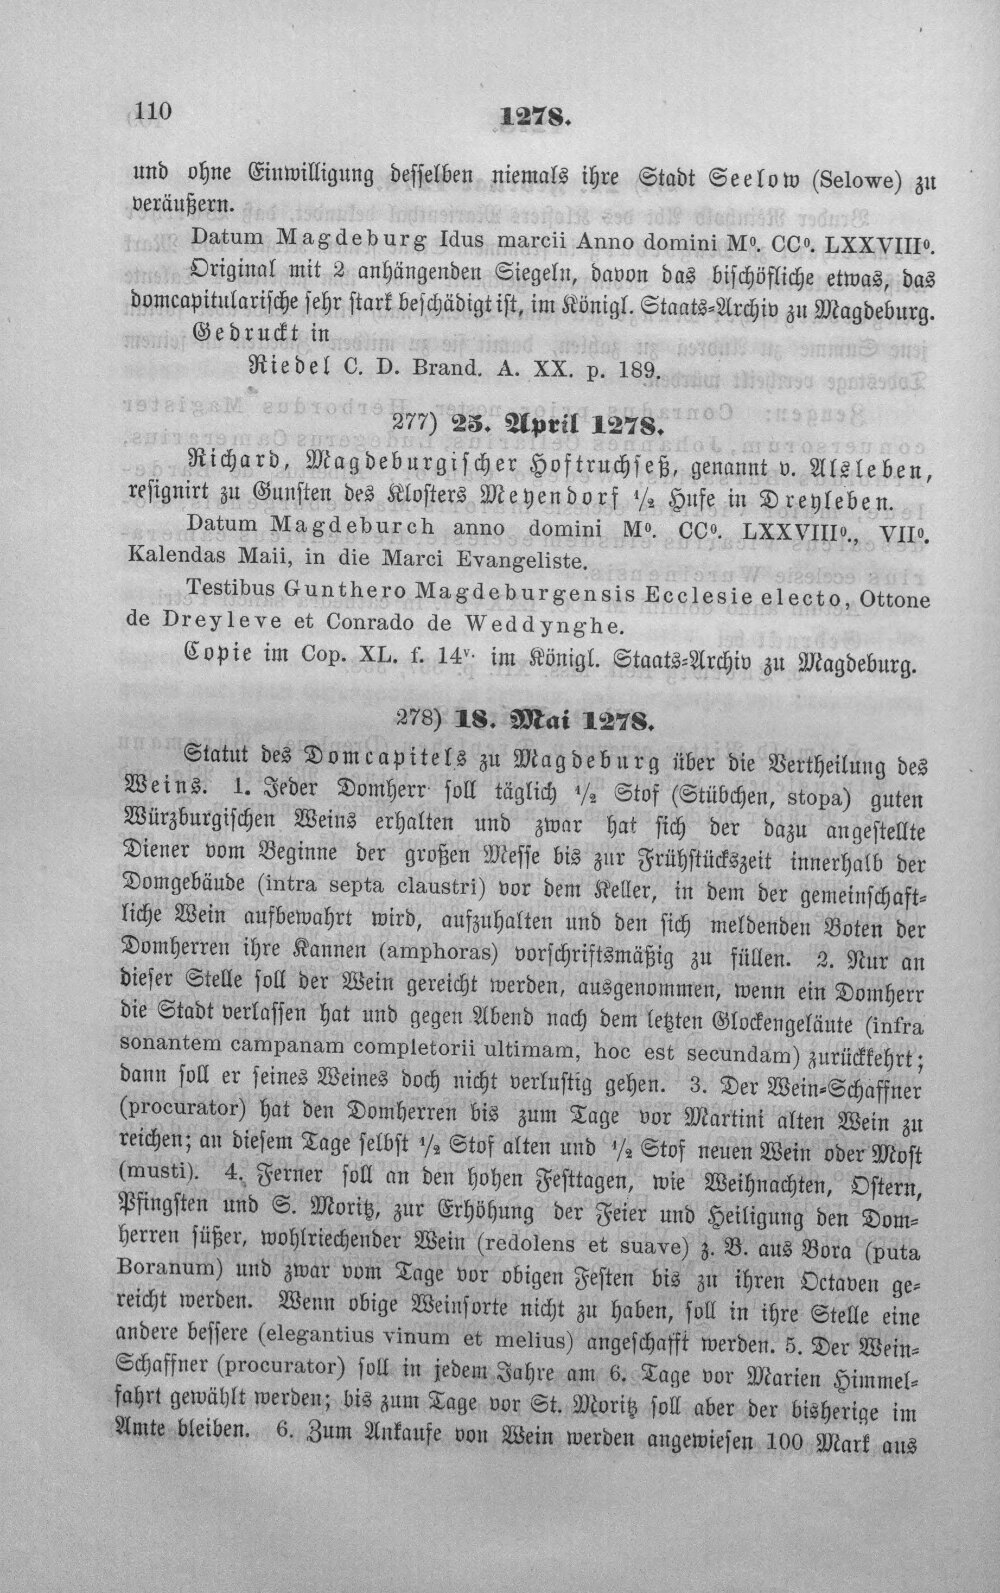 110
1278.
und ohne Einwilligung desselben niemals ihre Stadt Seelow (Selowe) zu
veräußern.
Datum Magdeburg Idus marcii Anno domini Mº. CCº. LXXVIIIº.
Original mit 2 anhängenden Siegeln, davon das bischöfliche etwas, das
domcapitularische sehr stark beschädigt ist, im Königl. Staats-Archiv zu Magdeburg.
Gedruckt in
Riedel C. D. Brand. A. XX. p. 189.
277) 25. April 1278.
Richard, Magdeburgischer Hoftruchseß, genannt v. Alsleben,
resignirt zu Gunsten des Klosters Meyendorf 1/2 Hufe in Dreyleben.
Datum Magdeburch anno domini Mº. CCº. LXXVIIIº., VIIº.
Kalendas Maii, in die Marci Evangeliste.
Testibus Gunthero Magdeburgensis Ecclesie electo, Ottone
de Dreyleve et Conrado de Weddynghe.
Copie im Cop. XL. f. 14v. im Königl. Staats-Archiv zu Magdeburg.
278) 18. Mai 1278.
Statut des Domcapitels zu Magdeburg über die Vertheilung des
Weins. 1. Jeder Domherr soll täglich 1/2 Stof (Stübchen, stopa) guten
Würzburgischen Weins erhalten und zwar hat sich der dazu angestellte
Diener vom Beginne der großen Messe bis zur Frühstückszeit innerhalb der
Domgebäude (intra septa claustri) vor dem Keller, in dem der gemeinschaft-
liche Wein aufbewahrt wird, aufzuhalten und den sich meldenden Boten der
Domherren ihre Kannen (amphoras) vorschriftsmäßig zu füllen. 2. Nur an
dieser Stelle soll der Wein gereicht werden, ausgenommen, wenn ein Domherr
die Stadt verlassen hat und gegen Abend nach dem letzten Glockengeläute (infra
sonantem campanam completorii ultimam, hoc est secundam) zurückkehrt;
dann soll er seines Weines doch nicht verlustig gehen. 3. Der Wein-Schaffner
(procurator) hat den Domherren bis zum Tage vor Martini alten Wein zu
reichen; an diesem Tage selbst 1/2 Stof alten und 1/2 Stof neuen Wein oder Most
(musti). 4. Ferner soll an den hohen Festtagen, wie Weihnachten, Ostern,
Pfingsten und S. Moritz, zur Erhöhung der Feier und Heiligung den Dom-
herren süßer, wohlriechender Wein (redolens et suave) z. B. aus Bora (puta
Boranum) und zwar vom Tage vor obigen Festen bis zu ihren Octaven ge-
reicht werden. Wenn obige Weinsorte nicht zu haben, soll in ihre Stelle eine
andere bessere (elegantius vinum et melius) angeschafft werden. 5. Der Wein-
Schaffner (procurator) soll in jedem Jahre am 6. Tage vor Marien Himmel-
fahrt gewählt werden; bis zum Tage vor St. Moritz soll aber der bisherige im
Amte bleiben. 6. Zum Ankaufe von Wein werden angewiesen 100 Mark aus